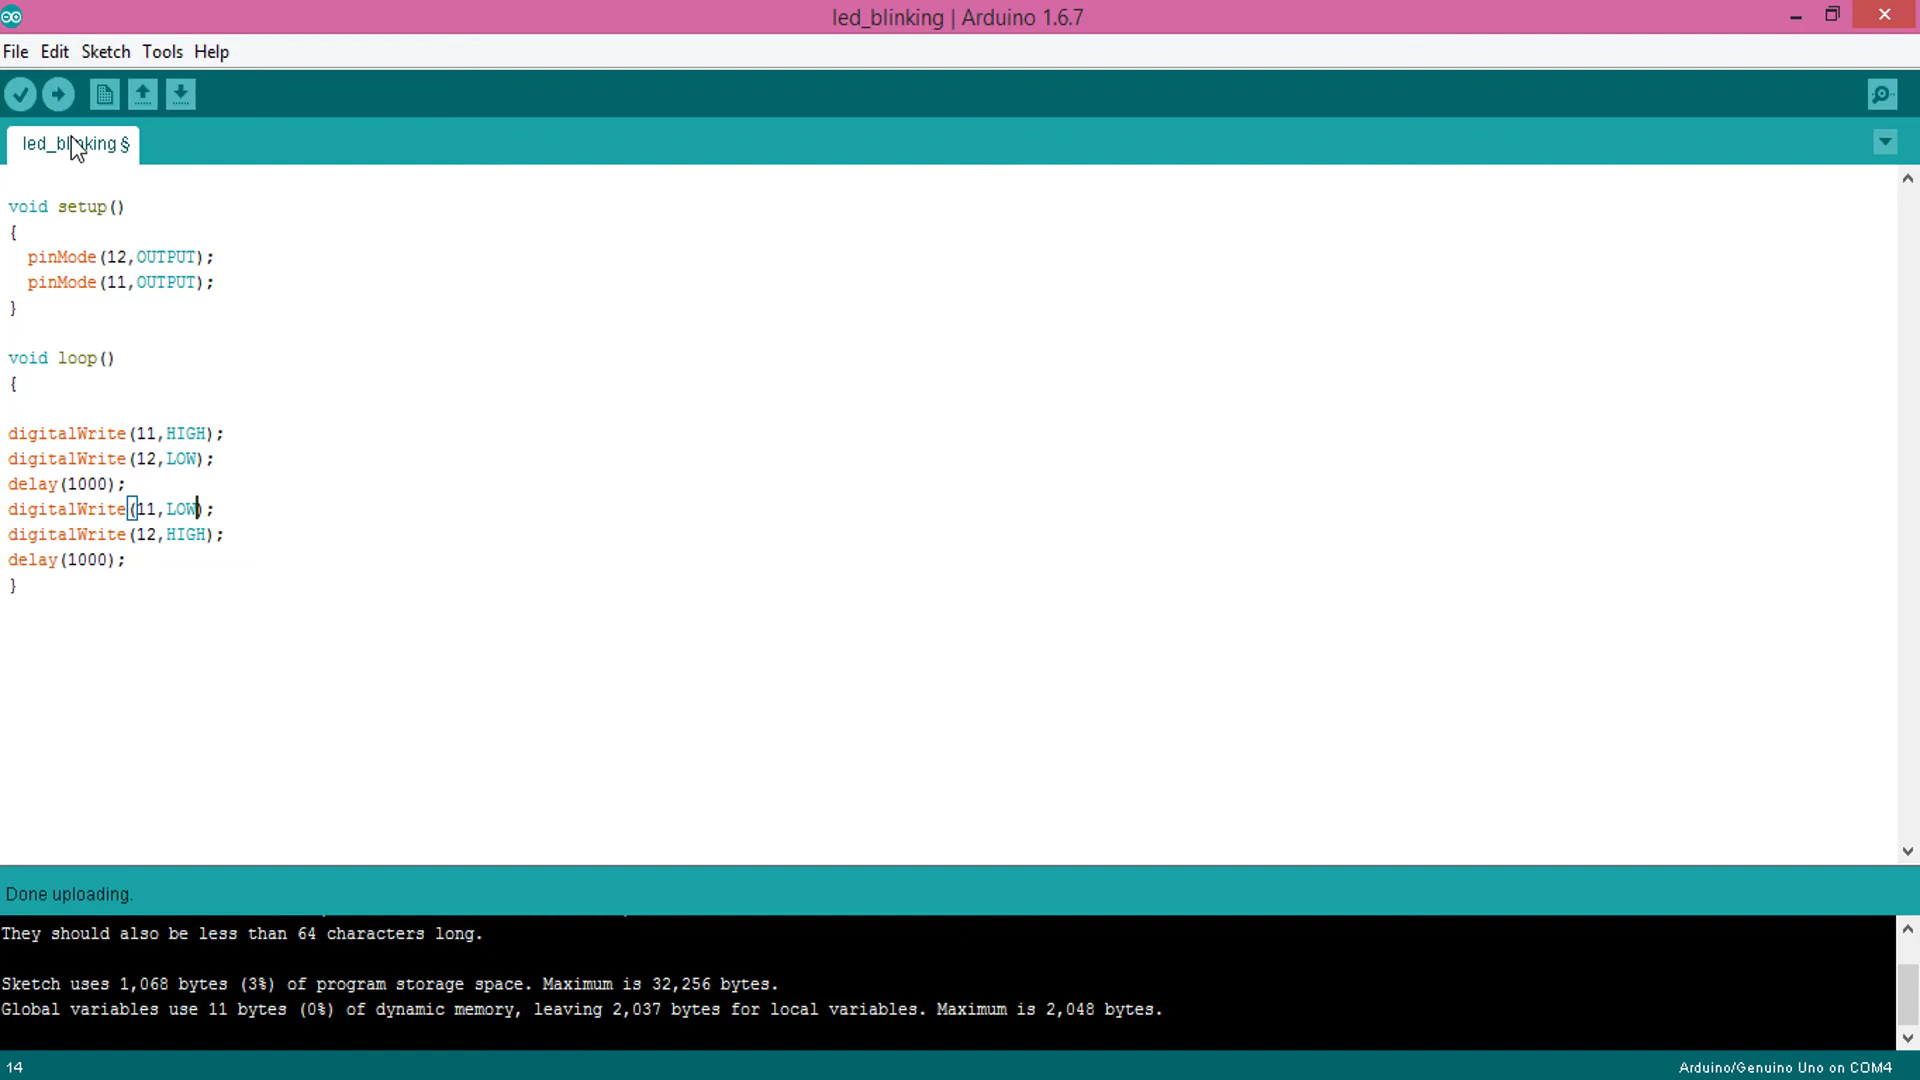 led_blinking | Arduino 1.6.7
File Edit Sketch Tools Help
led_blinking §
void setup()
{
pinMode(12,OUTPUT);
pinMode(11,OUTPUT);
}
void loop()
{
digitalWrite(11,HIGH);
digitalWrite(12,LOW);
delay(1000);
digitalWrite(11,LOW);
digitalWrite(12,HIGH);
delay(1000);
}
Done uploading.
They should also be less than 64 characters long.
Sketch uses 1,068 bytes (3%) of program storage space. Maximum is 32,256 bytes.
Global variables use 11 bytes (0%) of dynamic memory, leaving 2,037 bytes for local variables. Maximum is 2,048 bytes.
14 Arduino/Genuino Uno on COM4